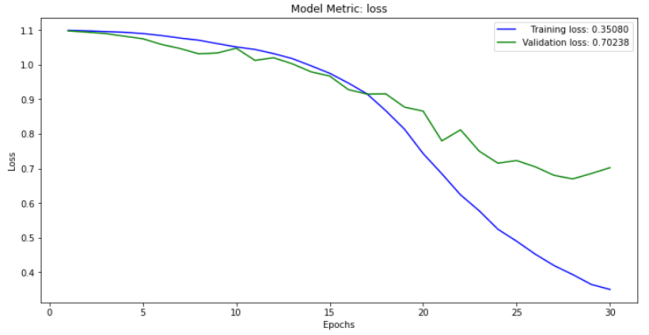 Model Metric: loss
Training loss: 0.35080
Validation loss: 0.70238
1.1
1.0
0.9
0.8
0.7
0.6
0.5
0.4
Loss
0 5 10 15 20 25 30
Epochs